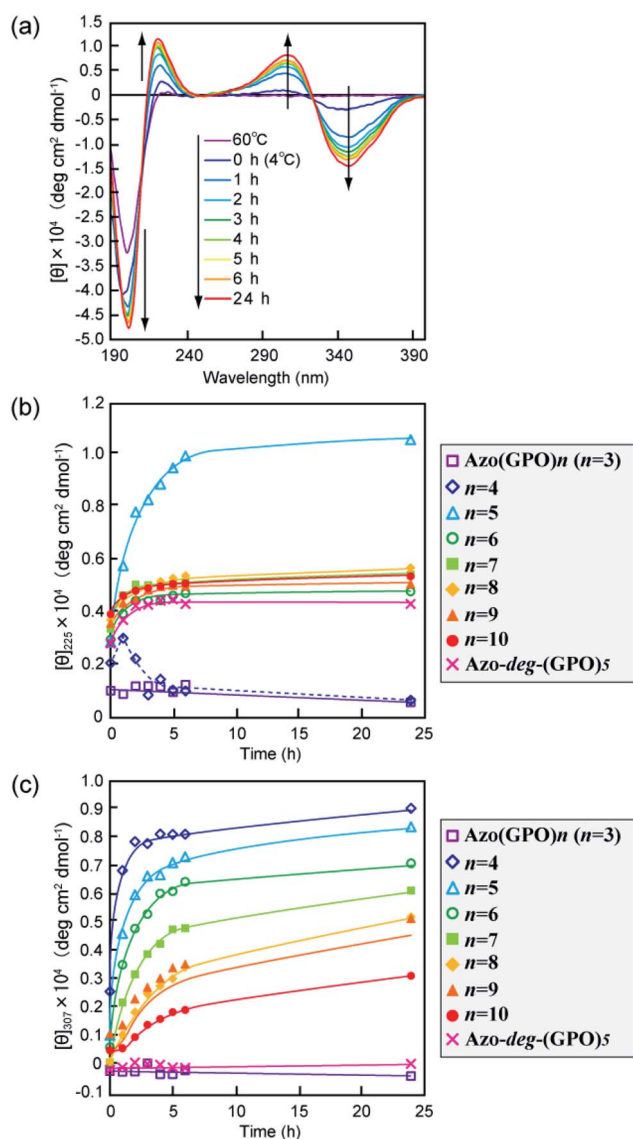 (a)
[θ] × 10⁴ (deg cm² dmol⁻¹)
1.5
1.0
0.5
0
-0.5
-1.0
-1.5
-2.0
-2.5
-3.0
-3.5
-4.0
-4.5
-5.0
60°C
0 h (4°C)
1 h
2 h
3 h
4 h
5 h
6 h
24 h
190 240 290 340 390
Wavelength (nm)
(b)
[θ]₂₂₅ × 10⁴ (deg cm² dmol⁻¹)
1.2
1.0
0.8
0.6
0.4
0.2
0
0 5 10 15 20 25
Time (h)
Azo(GPO)n (n=3)
n=4
n=5
n=6
n=7
n=8
n=9
n=10
Azo-deg-(GPO)5
(c)
[θ]₃₀₇ × 10⁴ (deg cm² dmol⁻¹)
1.0
0.9
0.8
0.7
0.6
0.5
0.4
0.3
0.2
0.1
0
-0.1
0 5 10 15 20 25
Time (h)
Azo(GPO)n (n=3)
n=4
n=5
n=6
n=7
n=8
n=9
n=10
Azo-deg-(GPO)5